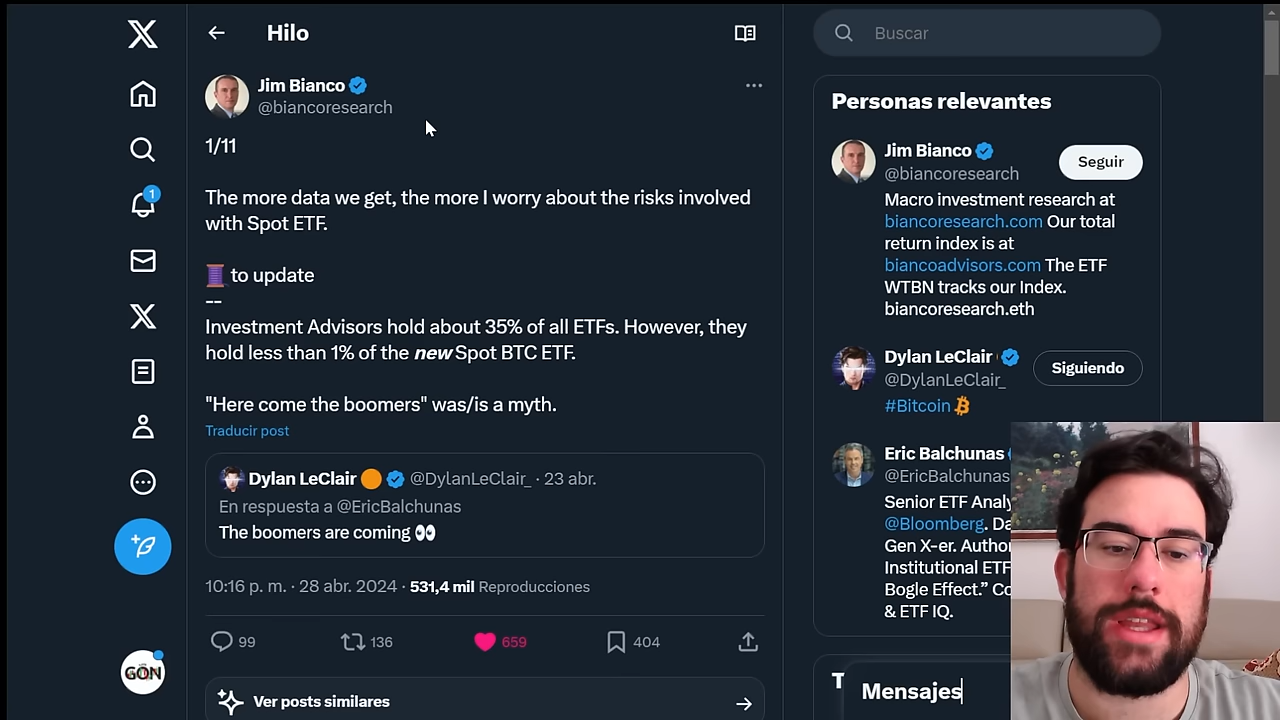 Hilo
Jim Bianco
@biancoresearch
1/11
The more data we get, the more I worry about the risks involved
with Spot ETF.
to update
--
Investment Advisors hold about 35% of all ETFs. However, they
hold less than 1% of the new Spot BTC ETF.
"Here come the boomers" was/is a myth.
Traducir post
Dylan LeClair @DylanLeClair_ · 23 abr.
En respuesta a @EricBalchunas
The boomers are coming
10:16 p. m. · 28 abr. 2024 · 531,4 mil Reproducciones
99
136
659
404
Ver posts similares
1
GON
Buscar
Personas relevantes
Jim Bianco
@biancoresearch
Seguir
Macro investment research at
biancoresearch.com Our total
return index is at
biancoadvisors.com The ETF
WTBN tracks our Index.
biancoresearch.eth
Dylan LeClair
@DylanLeClair_
Siguiendo
#Bitcoin
Eric Balchunas
@EricBalchunas
Senior ETF Analy
@Bloomberg. Da
Gen X-er. Author
Institutional ETF
Bogle Effect.” Co
& ETF IQ.
T
Mensajes